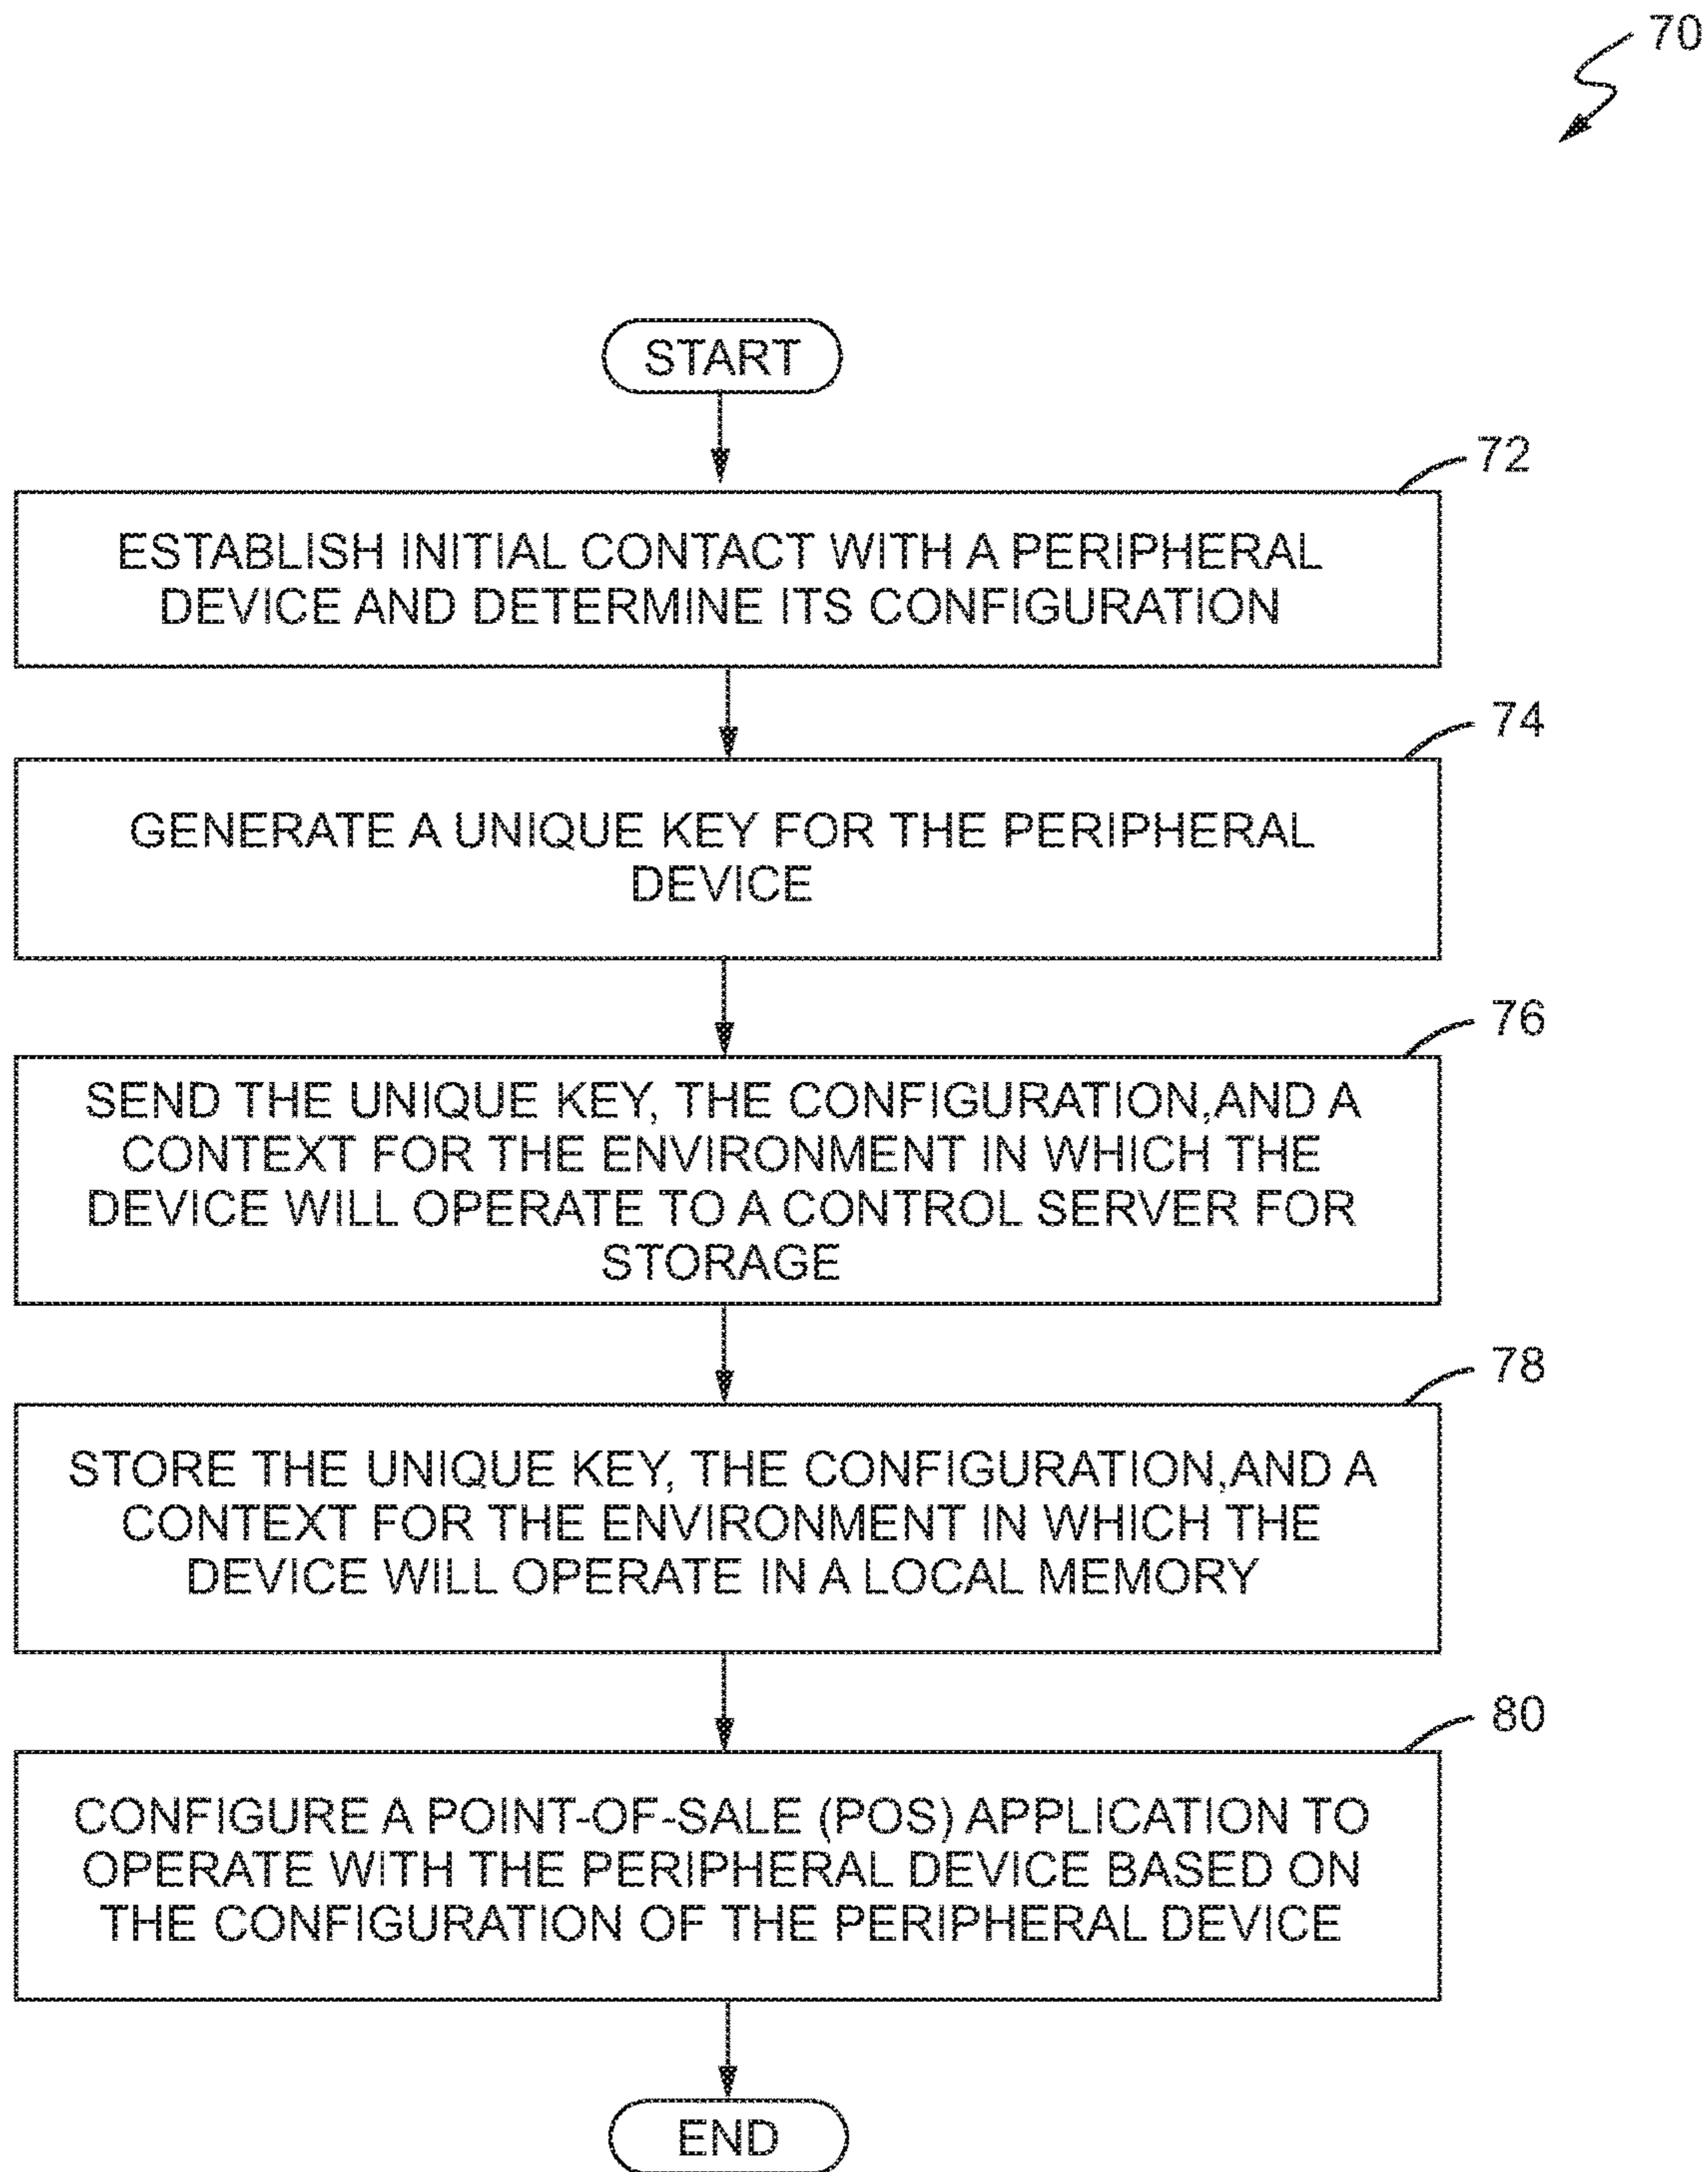 70
START
72
ESTABLISH INITIAL CONTACT WITH A PERIPHERAL
DEVICE AND DETERMINE ITS CONFIGURATION
74
GENERATE A UNIQUE KEY FOR THE PERIPHERAL
DEVICE
76
SEND THE UNIQUE KEY, THE CONFIGURATION,AND A
CONTEXT FOR THE ENVIRONMENT IN WHICH THE
DEVICE WILL OPERATE TO A CONTROL SERVER FOR
STORAGE
78
STORE THE UNIQUE KEY, THE CONFIGURATION,AND A
CONTEXT FOR THE ENVIRONMENT IN WHICH THE
DEVICE WILL OPERATE IN A LOCAL MEMORY
80
CONFIGURE A POINT-OF-SALE (POS) APPLICATION TO
OPERATE WITH THE PERIPHERAL DEVICE BASED ON
THE CONFIGURATION OF THE PERIPHERAL DEVICE
END